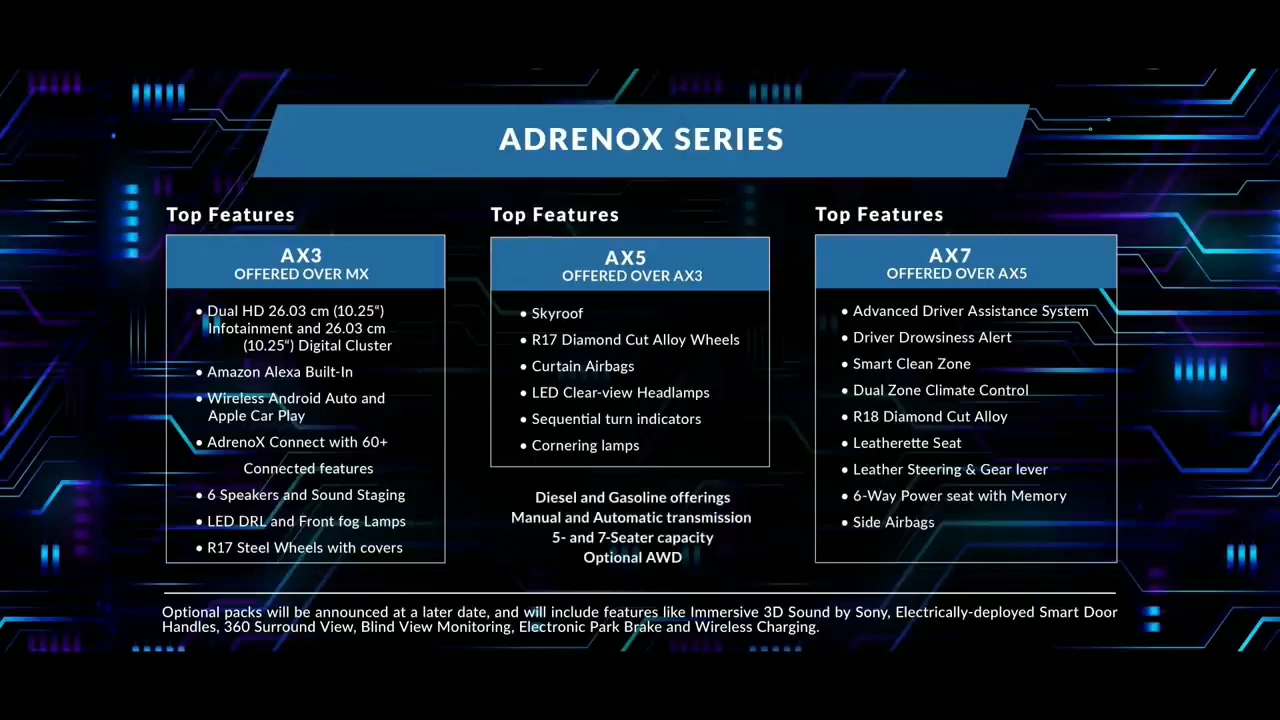 ADRENOX SERIES
Top Features
AX3
OFFERED OVER MX
• Dual HD 26.03 cm (10.25“)
Infotainment and 26.03 cm
(10.25“) Digital Cluster
• Amazon Alexa Built-In
• Wireless Android Auto and
Apple Car Play
• AdrenoX Connect with 60+
Connected features
• 6 Speakers and Sound Staging
• LED DRL and Front fog Lamps
• R17 Steel Wheels with covers
Top Features
AX5
OFFERED OVER AX3
• Skyroof
• R17 Diamond Cut Alloy Wheels
• Curtain Airbags
• LED Clear-view Headlamps
• Sequential turn indicators
• Cornering lamps
Diesel and Gasoline offerings
Manual and Automatic transmission
5- and 7-Seater capacity
Optional AWD
Top Features
AX7
OFFERED OVER AX5
• Advanced Driver Assistance System
• Driver Drowsiness Alert
• Smart Clean Zone
• Dual Zone Climate Control
• R18 Diamond Cut Alloy
• Leatherette Seat
• Leather Steering & Gear lever
• 6-Way Power seat with Memory
• Side Airbags
Optional packs will be announced at a later date, and will include features like Immersive 3D Sound by Sony, Electrically-deployed Smart Door
Handles, 360 Surround View, Blind View Monitoring, Electronic Park Brake and Wireless Charging.